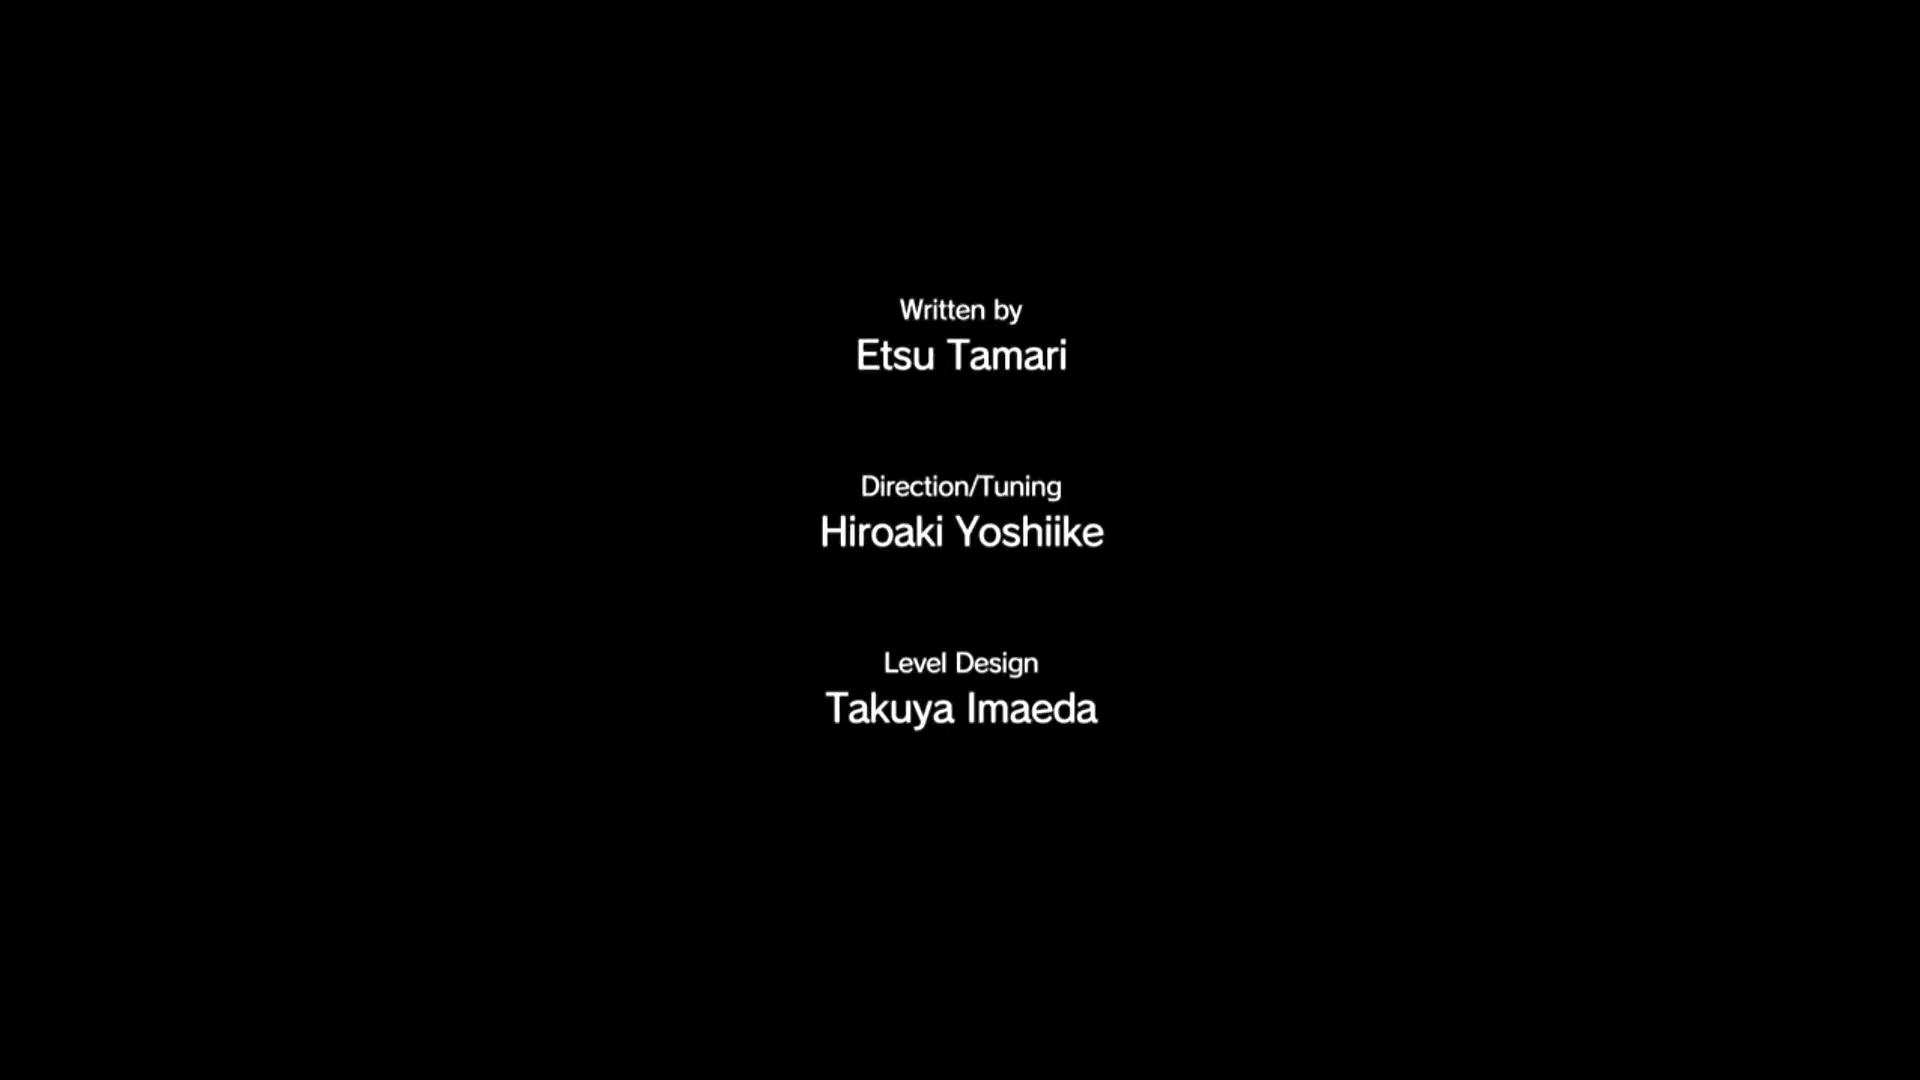 Written by
Etsu Tamari
Direction/Tuning
Hiroaki Yoshiike
Level Design
Takuya Imaeda